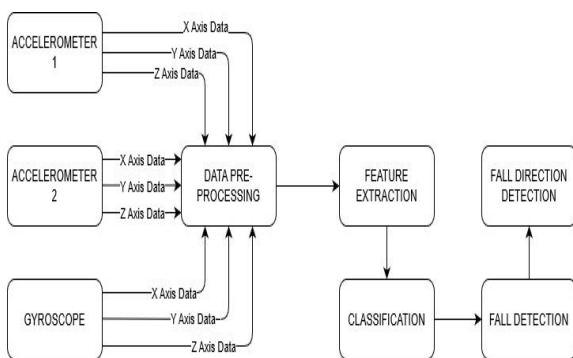 ACCELEROMETER
1
X Axis Data
Y Axis Data
Z Axis Data
ACCELEROMETER
2
X Axis Data
Y Axis Data
Z Axis Data
GYROSCOPE
X Axis Data
Y Axis Data
Z Axis Data
DATA PRE-
PROCESSING
FEATURE
EXTRACTION
CLASSIFICATION
FALL DETECTION
FALL DIRECTION
DETECTION